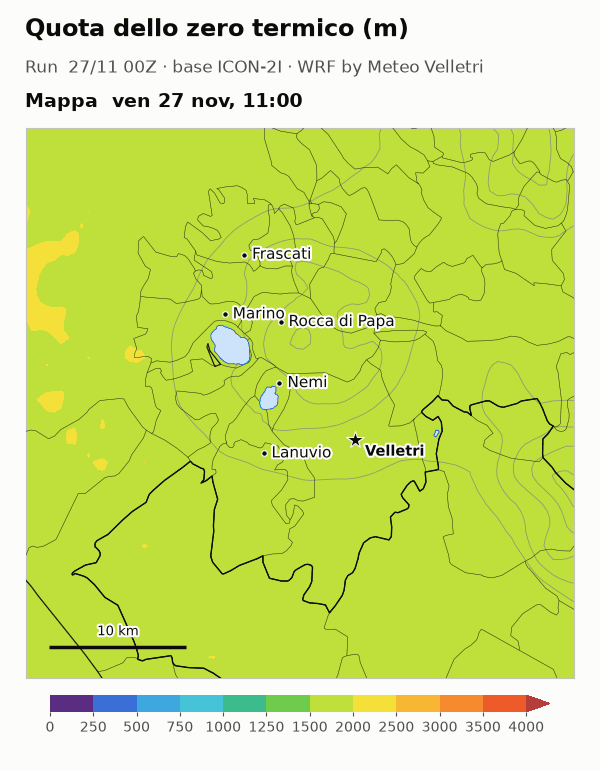 Quota dello zero termico (m)
Run  27/11 00Z · base ICON-2I · WRF by Meteo Velletri
Mappa  ven 27 nov, 11:00
Frascati
Marino
Rocca di Papa
Nemi
Velletri
Lanuvio
10 km
0 250 500 750 1000 1250 1500 2000 2500 3000 3500 4000